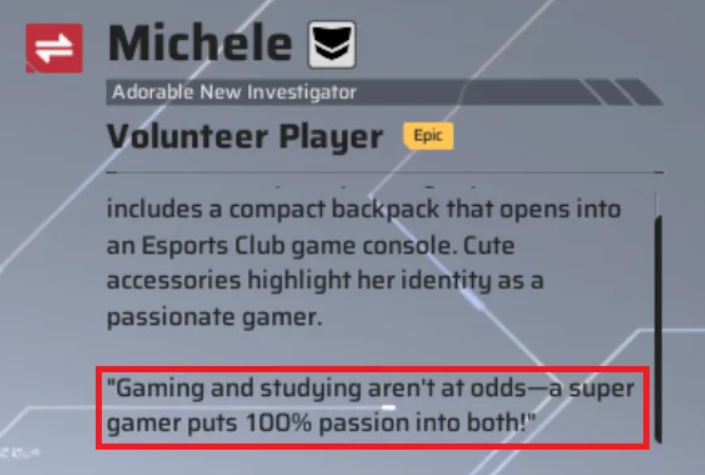 Michele
Adorable New Investigator
Volunteer Player Epic
includes a compact backpack that opens into
an Esports Club game console. Cute
accessories highlight her identity as a
passionate gamer.
"Gaming and studying aren't at odds—a super
gamer puts 100% passion into both!"